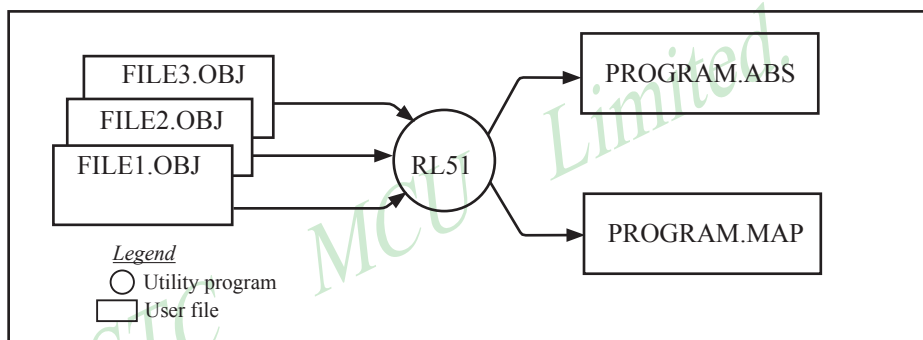 FILE3.OBJ
FILE2.OBJ
FILE1.OBJ
RL51
PROGRAM.ABS
PROGRAM.MAP
Legend
Utility program
User file
STC MCU Limited.